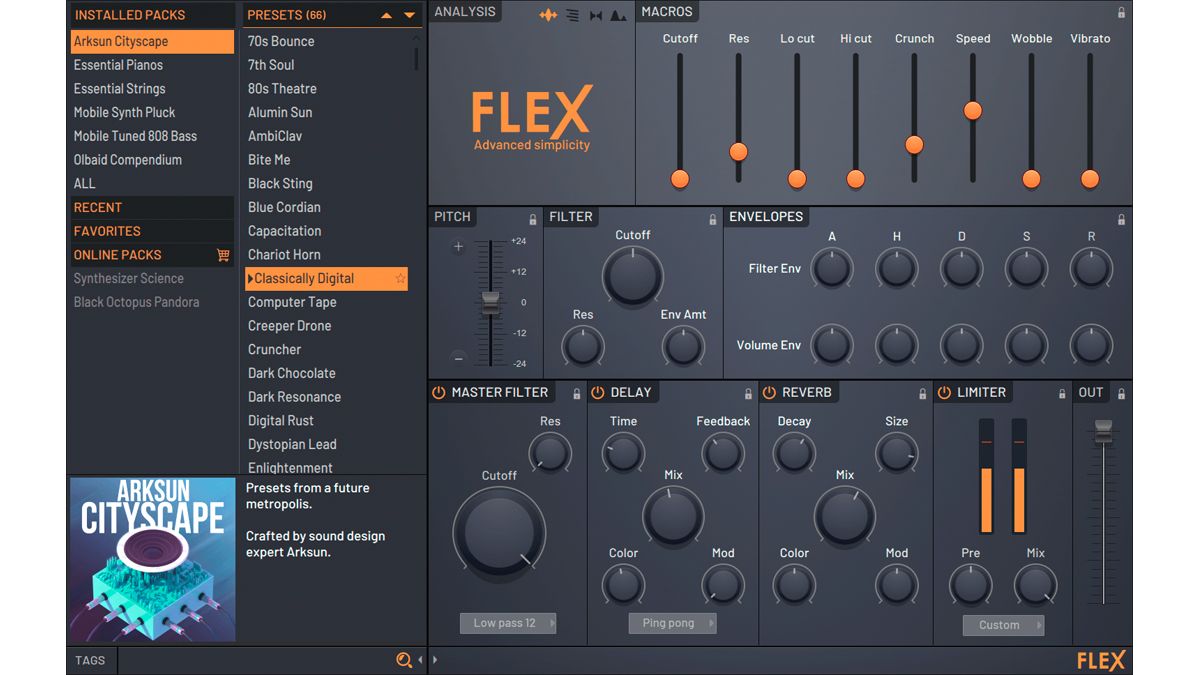 INSTALLED PACKS
Arksun Cityscape
Essential Pianos
Essential Strings
Mobile Synth Pluck
Mobile Tuned 808 Bass
Olbaid Compendium
ALL
RECENT
FAVORITES
ONLINE PACKS
Synthesizer Science
Black Octopus Pandora
PRESETS (66)
70s Bounce
7th Soul
80s Theatre
Alumin Sun
AmbiClav
Bite Me
Black Sting
Blue Cordian
Capacitation
Chariot Horn
Classically Digital
Computer Tape
Creeper Drone
Cruncher
Dark Chocolate
Dark Resonance
Digital Rust
Dystopian Lead
Enlightenment
ARKSUN
CITYSCAPE
Presets from a future
metropolis.
Crafted by sound design
expert Arksun.
TAGS
ANALYSIS
FLEX
Advanced simplicity
MACROS
Cutoff Res Lo cut Hi cut Crunch Speed Wobble Vibrato
PITCH
+
+24
+12
0
-12
-
-24
FILTER
Cutoff
Res Env Amt
ENVELOPES
A H D S R
Filter Env
Volume Env
MASTER FILTER
Res
Cutoff
Low pass 12
DELAY
Time Feedback
Mix
Color Mod
Ping pong
REVERB
Decay Size
Mix
Color Mod
LIMITER
Pre Mix
Custom
OUT
FLEX